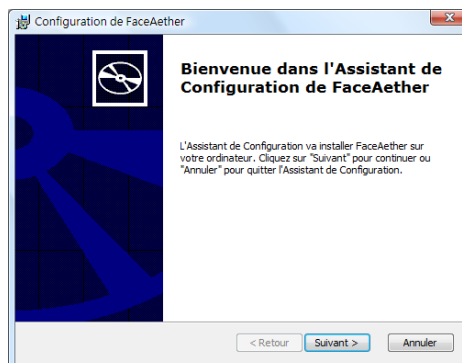 Configuration de FaceAether
Bienvenue dans l'Assistant de
Configuration de FaceAether
L'Assistant de Configuration va installer FaceAether sur
votre ordinateur. Cliquez sur "Suivant" pour continuer ou
"Annuler" pour quitter l'Assistant de Configuration.
< Retour Suivant > Annuler